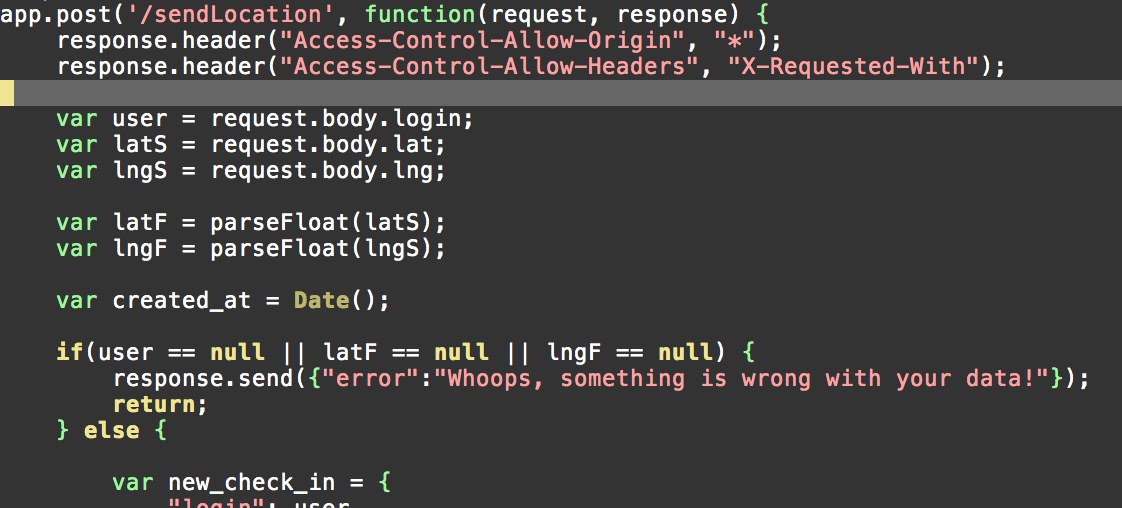 app.post('/sendLocation', function(request, response) {
    response.header("Access-Control-Allow-Origin", "*");
    response.header("Access-Control-Allow-Headers", "X-Requested-With");

    var user = request.body.login;
    var latS = request.body.lat;
    var lngS = request.body.lng;

    var latF = parseFloat(latS);
    var lngF = parseFloat(lngS);

    var created_at = Date();

    if(user == null || latF == null || lngF == null) {
        response.send({"error":"Whoops, something is wrong with your data!"});
        return;
    } else {

        var new_check_in = {
            "login": user